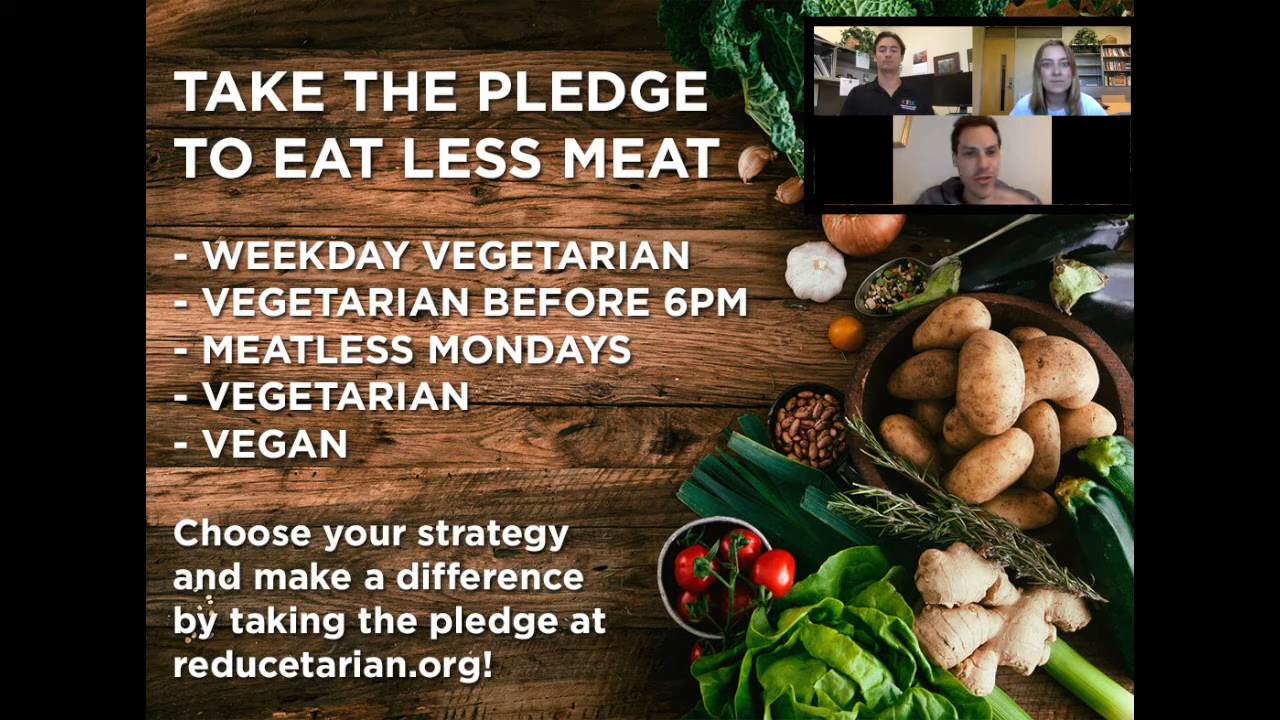 TAKE THE PLEDGE
TO EAT LESS MEAT
- WEEKDAY VEGETARIAN
- VEGETARIAN BEFORE 6PM
- MEATLESS MONDAYS
- VEGETARIAN
- VEGAN
Choose your strategy
and make a difference
by taking the pledge at
reducetarian.org!